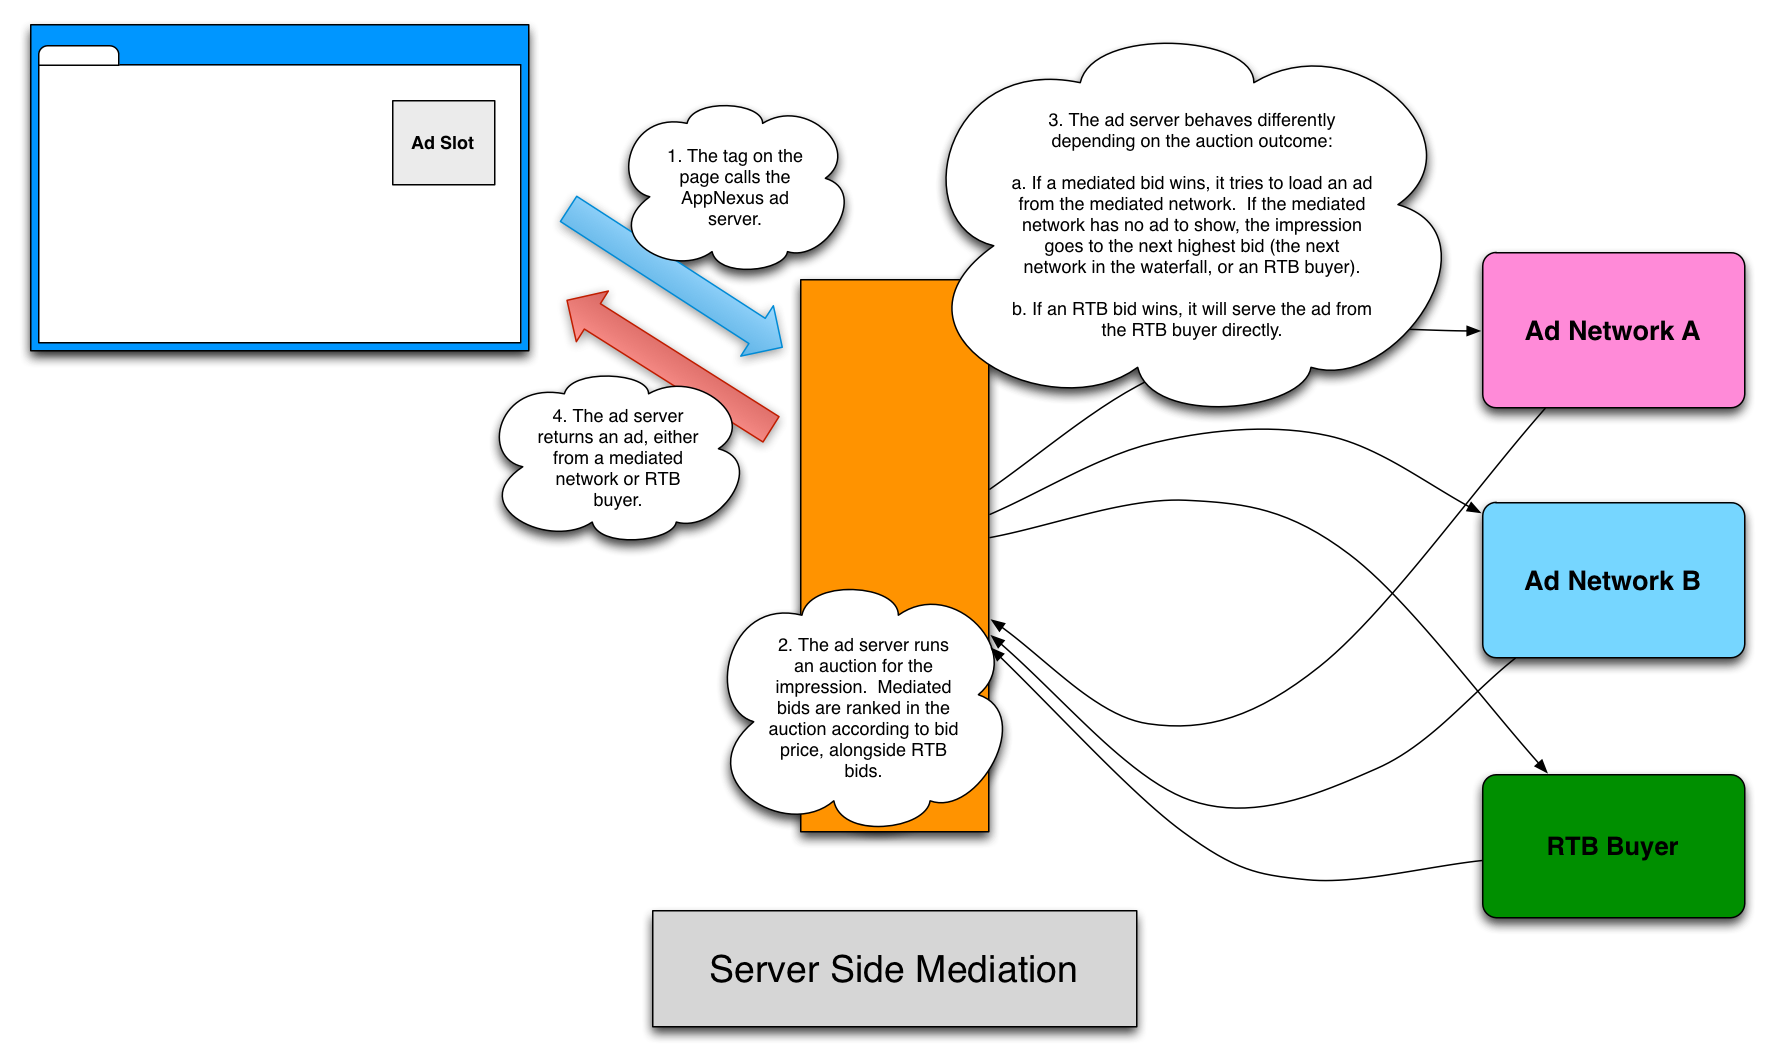 Ad Slot
1. The tag on the
page calls the
AppNexus ad
server.
3. The ad server behaves differently
depending on the auction outcome:
a. If a mediated bid wins, it tries to load an ad
from the mediated network.  If the mediated
network has no ad to show, the impression
goes to the next highest bid (the next
network in the waterfall, or an RTB buyer).
b. If an RTB bid wins, it will serve the ad from
the RTB buyer directly.
Ad Network A
4. The ad server
returns an ad, either
from a mediated
network or RTB
buyer.
Ad Network B
2. The ad server runs
an auction for the
impression.  Mediated
bids are ranked in the
auction according to bid
price, alongside RTB
bids.
RTB Buyer
Server Side Mediation